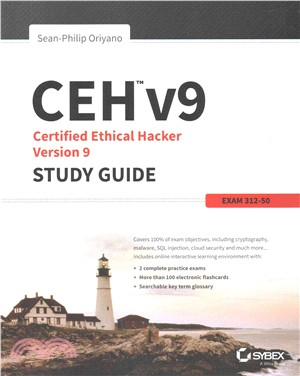 Sean-Philip Oriyano
CEH™ v9
Certified Ethical Hacker
Version 9
STUDY GUIDE
EXAM 312-50
Covers 100% of exam objectives, including cryptography,
malware, SQL injection, cloud security and much more...
Includes online interactive learning environment with:
• 2 complete practice exams
• More than 100 electronic flashcards
• Searchable key term glossary
SYBEX
A Wiley Brand